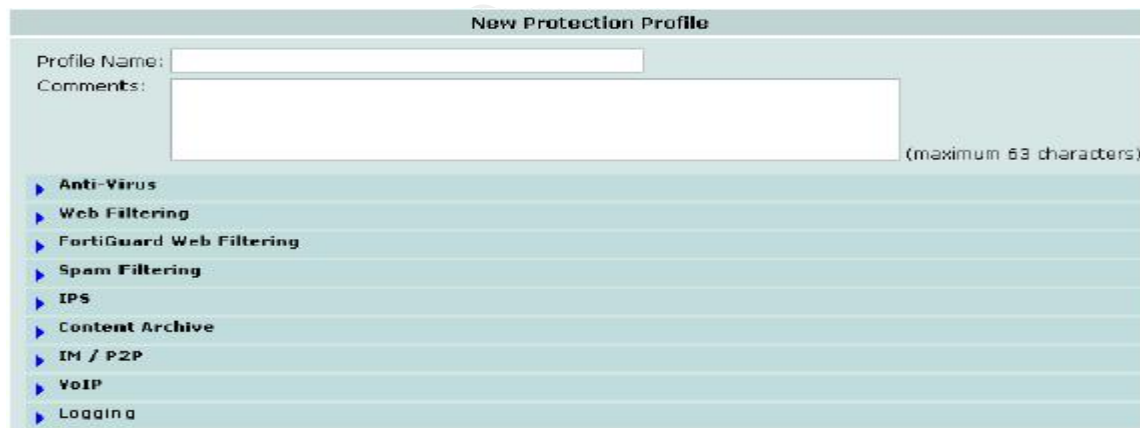 New Protection Profile
Profile Name:
Comments:
(maximum 63 characters)
Anti-Virus
Web Filtering
FortiGuard Web Filtering
Spam Filtering
IPS
Content Archive
IM / P2P
VoIP
Logging